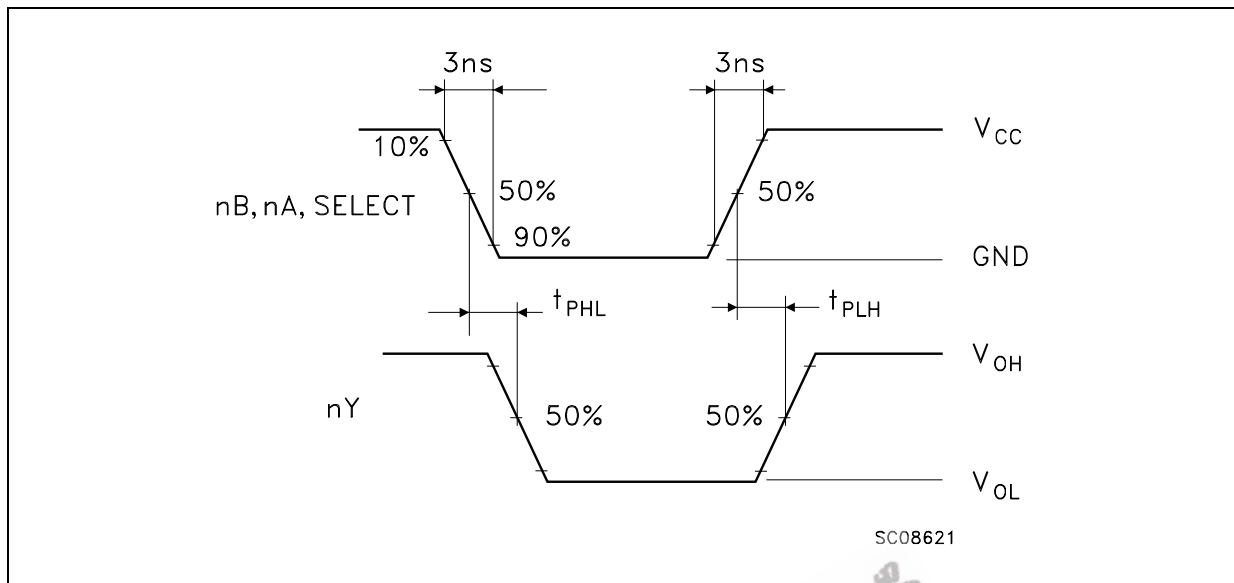 3ns 3ns
10% V_CC
nB, nA, SELECT 50% 50%
90%
GND
t_PHL t_PLH
V_OH
nY 50% 50%
V_OL
SC08621